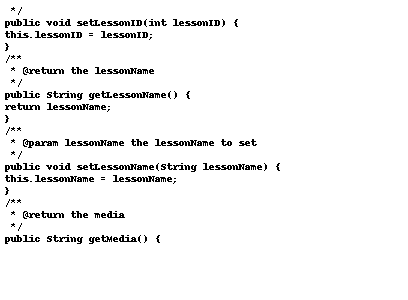 */
public void setLessonID(int lessonID) {
this.lessonID = lessonID;
}
/**
* @return the lessonName
*/
public String getLessonName() {
return lessonName;
}
/**
* @param lessonName the lessonName to set
*/
public void setLessonName(String lessonName) {
this.lessonName = lessonName;
}
/**
* @return the media
*/
public String getMedia() {